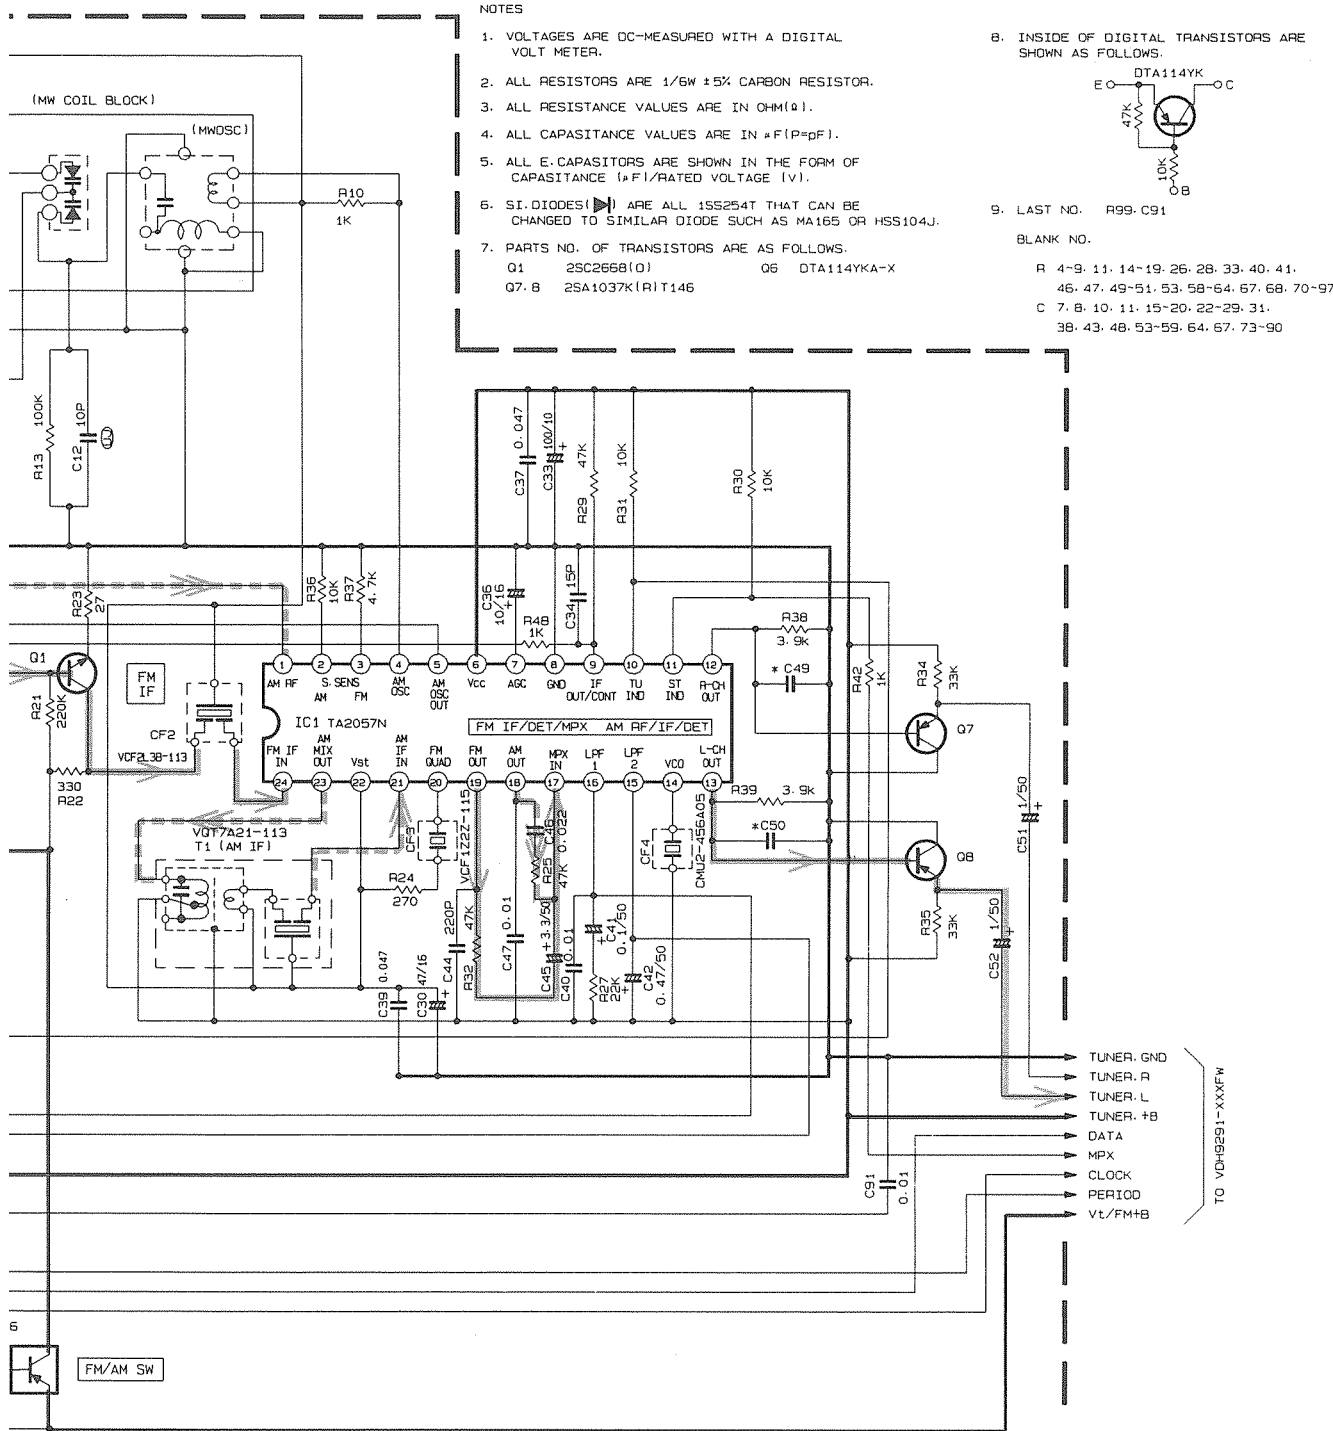 NOTES
1. VOLTAGES ARE DC-MEASURED WITH A DIGITAL
VOLT METER.
2. ALL RESISTORS ARE 1/6W ±5% CARBON RESISTOR.
3. ALL RESISTANCE VALUES ARE IN OHM(Ω).
4. ALL CAPASITANCE VALUES ARE IN μF(P=pF).
5. ALL E.CAPASITORS ARE SHOWN IN THE FORM OF
CAPASITANCE (μF)/RATED VOLTAGE (V).
6. SI.DIODES( ) ARE ALL 1SS254T THAT CAN BE
CHANGED TO SIMILAR DIODE SUCH AS MA165 OR HSS104J.
7. PARTS NO. OF TRANSISTORS ARE AS FOLLOWS.
Q1 2SC2668(O) Q6 DTA114YKA-X
Q7.8 2SA1037K(R)T146
8. INSIDE OF DIGITAL TRANSISTORS ARE
SHOWN AS FOLLOWS.
DTA114YK
E C
47K
10K
B
9. LAST NO. R99.C91
BLANK NO.
R 4~9. 11. 14~19. 26. 28. 33. 40. 41.
46. 47. 49~51. 53. 58~64. 67. 68. 70~97
C 7. 8. 10. 11. 15~20. 22~29. 31.
38. 43. 48. 53~59. 64. 67. 73~90
(MW COIL BLOCK)
(MWOSC)
R10
1K
R13 100K
C12 10P
UJ
C37 0.047
C33 100/10 +
R29 47K
R31 10K
R30
10K
R23
27
R36
10K
R37
4.7K
C36
10/16 +
R48
1K
C34 15P
R38
3.9K
* C49
R42
1K
R34
33K
Q1
R21
220K
FM
IF
CF2
VCF2L38-113
330
R22
1 2 3 4 5 6 7 8 9 10 11 12
AM RF
AM
S.SENS
FM
AM
OSC
AM
OSC
OUT
Vcc
AGC
GND
IF
OUT/CONT
TU
IND
ST
IND
R-CH
OUT
IC1 TA2057N
FM IF/DET/MPX AM RF/IF/DET
FM IF
IN
AM
MIX
OUT
Vst
AM
IF
IN
FM
QUAD
FM
OUT
AM
OUT
MPX
IN
LPF
1
LPF
2
VCO
L-CH
OUT
24 23 22 21 20 19 18 17 16 15 14 13
Q7
R39 3.9K
*C50
Q8
C51 1/50 +
VQT7A21-113
T1 (AM IF)
CF3
VCF1Z2Z-115
C46
0.022
R25
47K
CF4
CMU2-456A05
R24
270
C44 220P
R32 47K
C47 0.01
C45 + 3.3/50
C40 0.01
C41
+ 0.1/50
R27
22K
C42
+ 0.47/50
R35
33K
C52 1/50 +
C39 0.047
C30 47/16 +
TUNER.GND
TUNER.R
TUNER.L
TUNER.+B
DATA
MPX
CLOCK
PERIOD
Vt/FM+B
TO VDH9291-XXXFW
C91
0.01
6
FM/AM SW